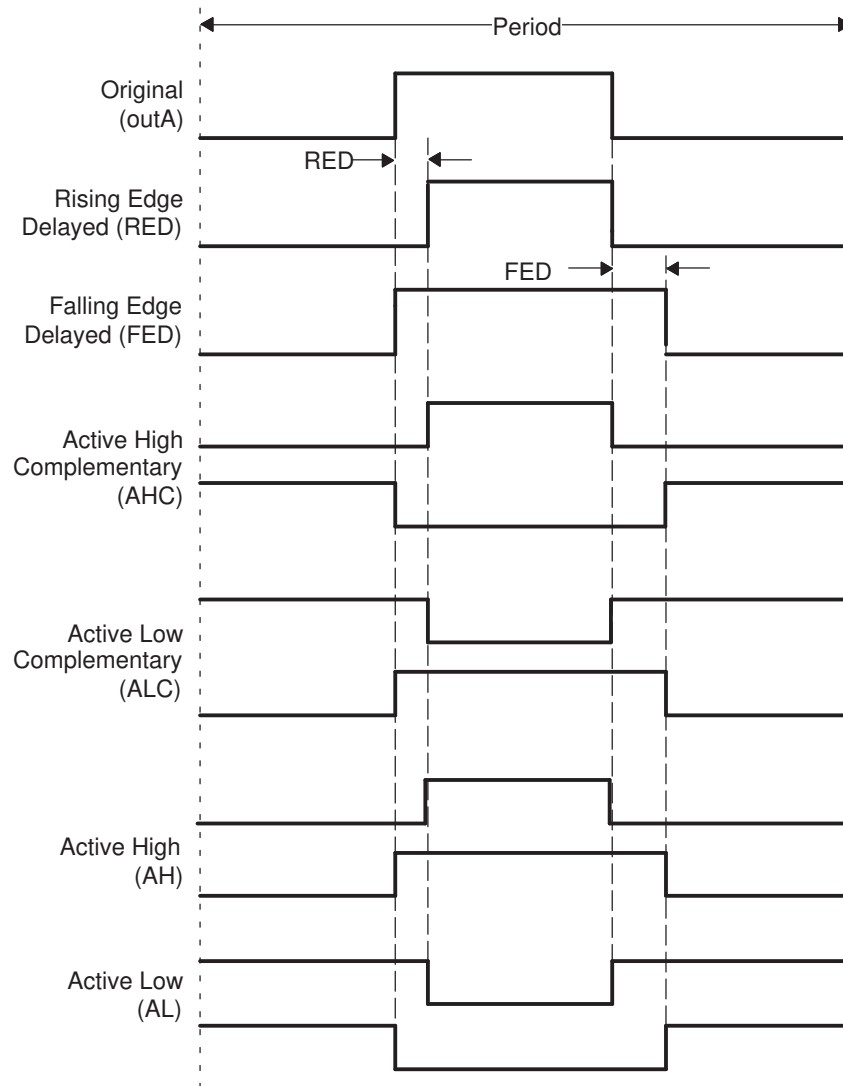 Period
Original
(outA)
RED
Rising Edge
Delayed (RED)
FED
Falling Edge
Delayed (FED)
Active High
Complementary
(AHC)
Active Low
Complementary
(ALC)
Active High
(AH)
Active Low
(AL)